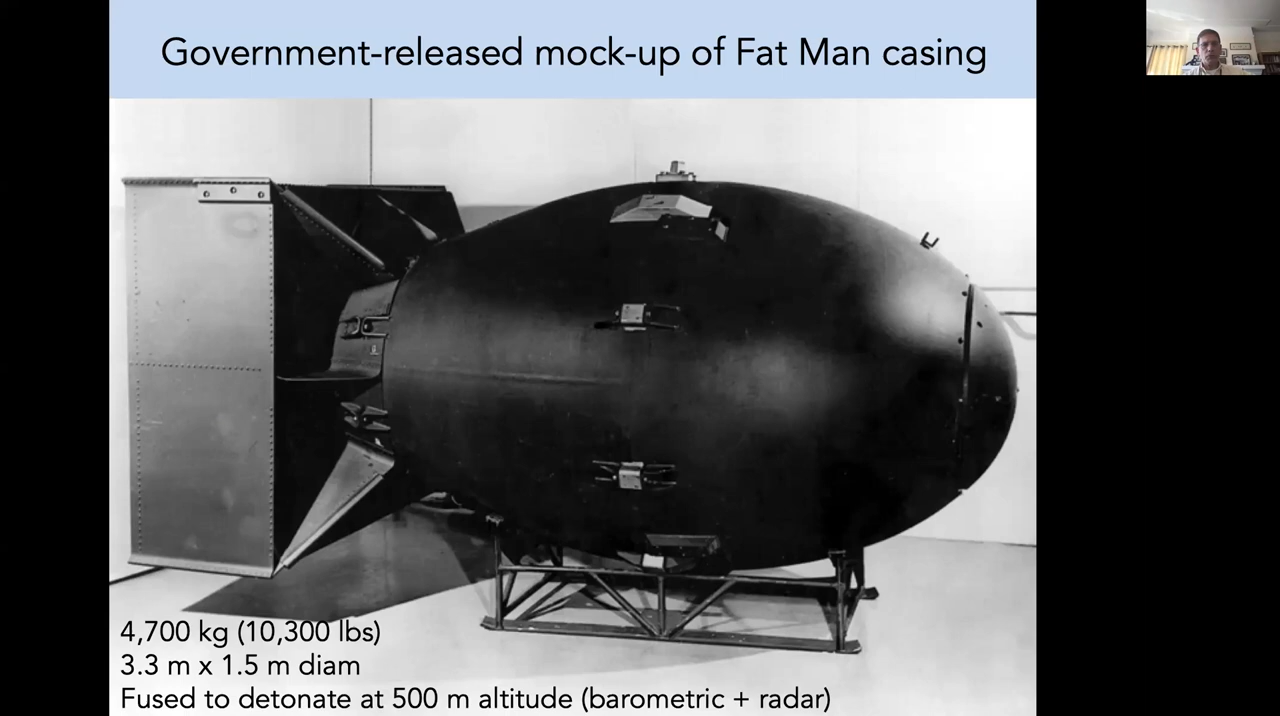 Government-released mock-up of Fat Man casing
4,700 kg (10,300 lbs)
3.3 m x 1.5 m diam
Fused to detonate at 500 m altitude (barometric + radar)